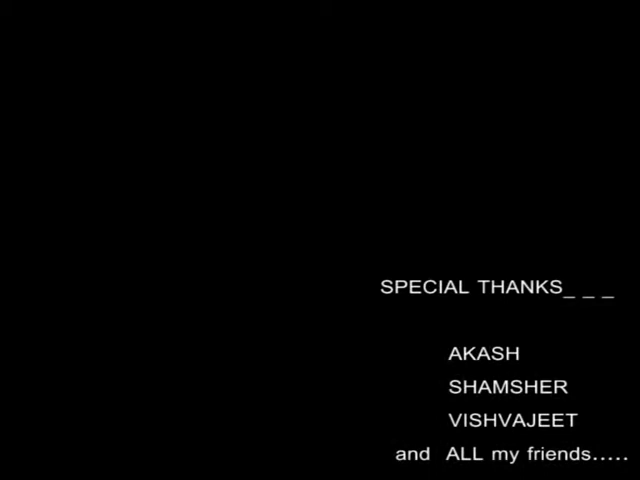 SPECIAL THANKS_ _ _
AKASH
SHAMSHER
VISHVAJEET
and ALL my friends.....